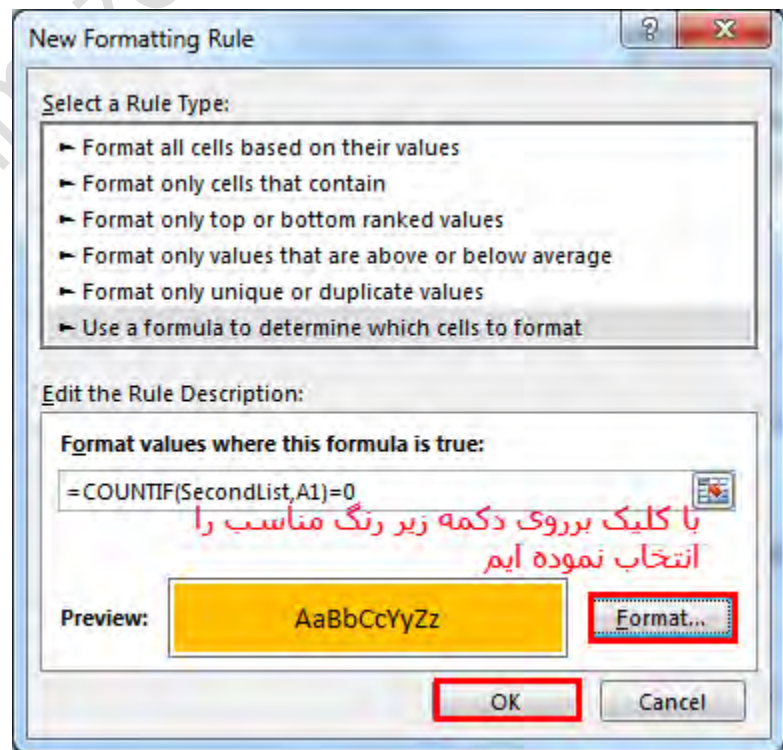 New Formatting Rule
Select a Rule Type:
► Format all cells based on their values
► Format only cells that contain
► Format only top or bottom ranked values
► Format only values that are above or below average
► Format only unique or duplicate values
► Use a formula to determine which cells to format
Edit the Rule Description:
Format values where this formula is true:
=COUNTIF(SecondList,A1)=0
با کلیک برروی دکمه زیر رنگ مناسب را
انتخاب نموده ایم
Preview: AaBbCcYyZz Format...
OK Cancel